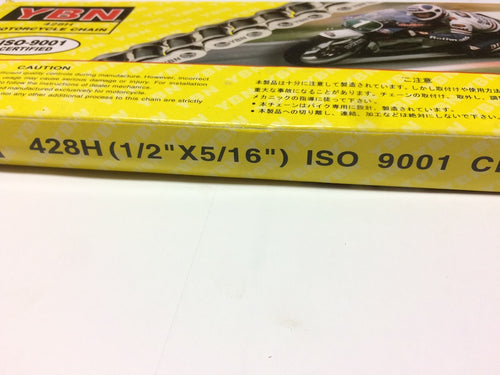 YBN
428H
MOTORCYCLE CHAIN
ISO-9001
CERTIFIED
CAUTION
quality controls during manufacture. However, incorrect
usage may cause serious damage or injury. For installation
follow the instructions of dealer mechanics.
manufactured exclusively for motorcycle.
or any other additional process to this chain are strictly
ご注意
本製品は十分に注意して製造されています。しかし取付けや使用方法
重大な事故になることがあります。チェーンの取付け、取外し、調
メカニックの指導に従って下さい。
本チェーンはバイク専用に設計、製造されています。
本製品への切り離し、連結、加工などは絶対にしないで下さい。
428H (1/2"X5/16") ISO 9001